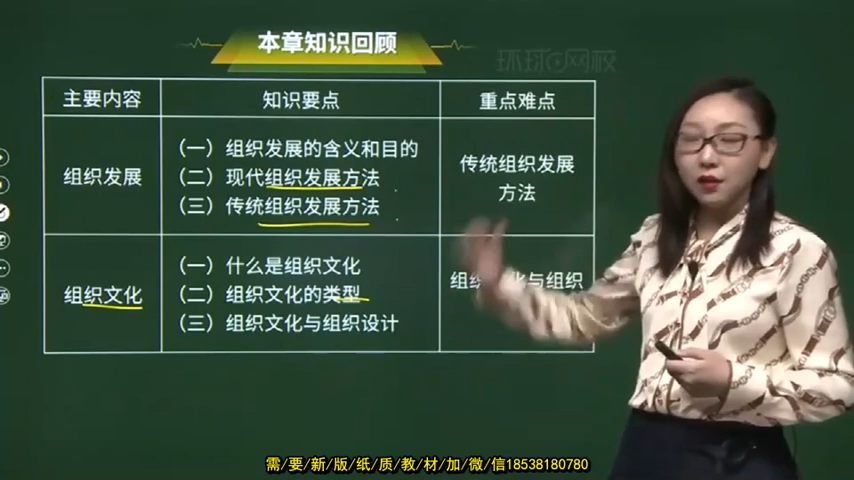 本章知识回顾
环球网校
主要内容
知识要点
重点难点
组织发展
（一）组织发展的含义和目的
（二）现代组织发展方法
（三）传统组织发展方法
传统组织发展
方法
组织文化
（一）什么是组织文化
（二）组织文化的类型
（三）组织文化与组织设计
组织文化与组织
需/要/新/版/纸/质/教/材/加/微/信18538180780